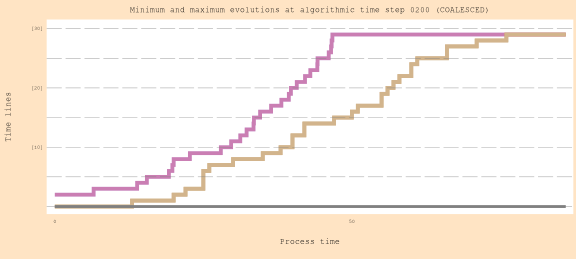 Minimum and maximum evolutions at algorithmic time step 0200 (COALESCED)
[30]
[20]
[10]
Time lines
0
50
Process time